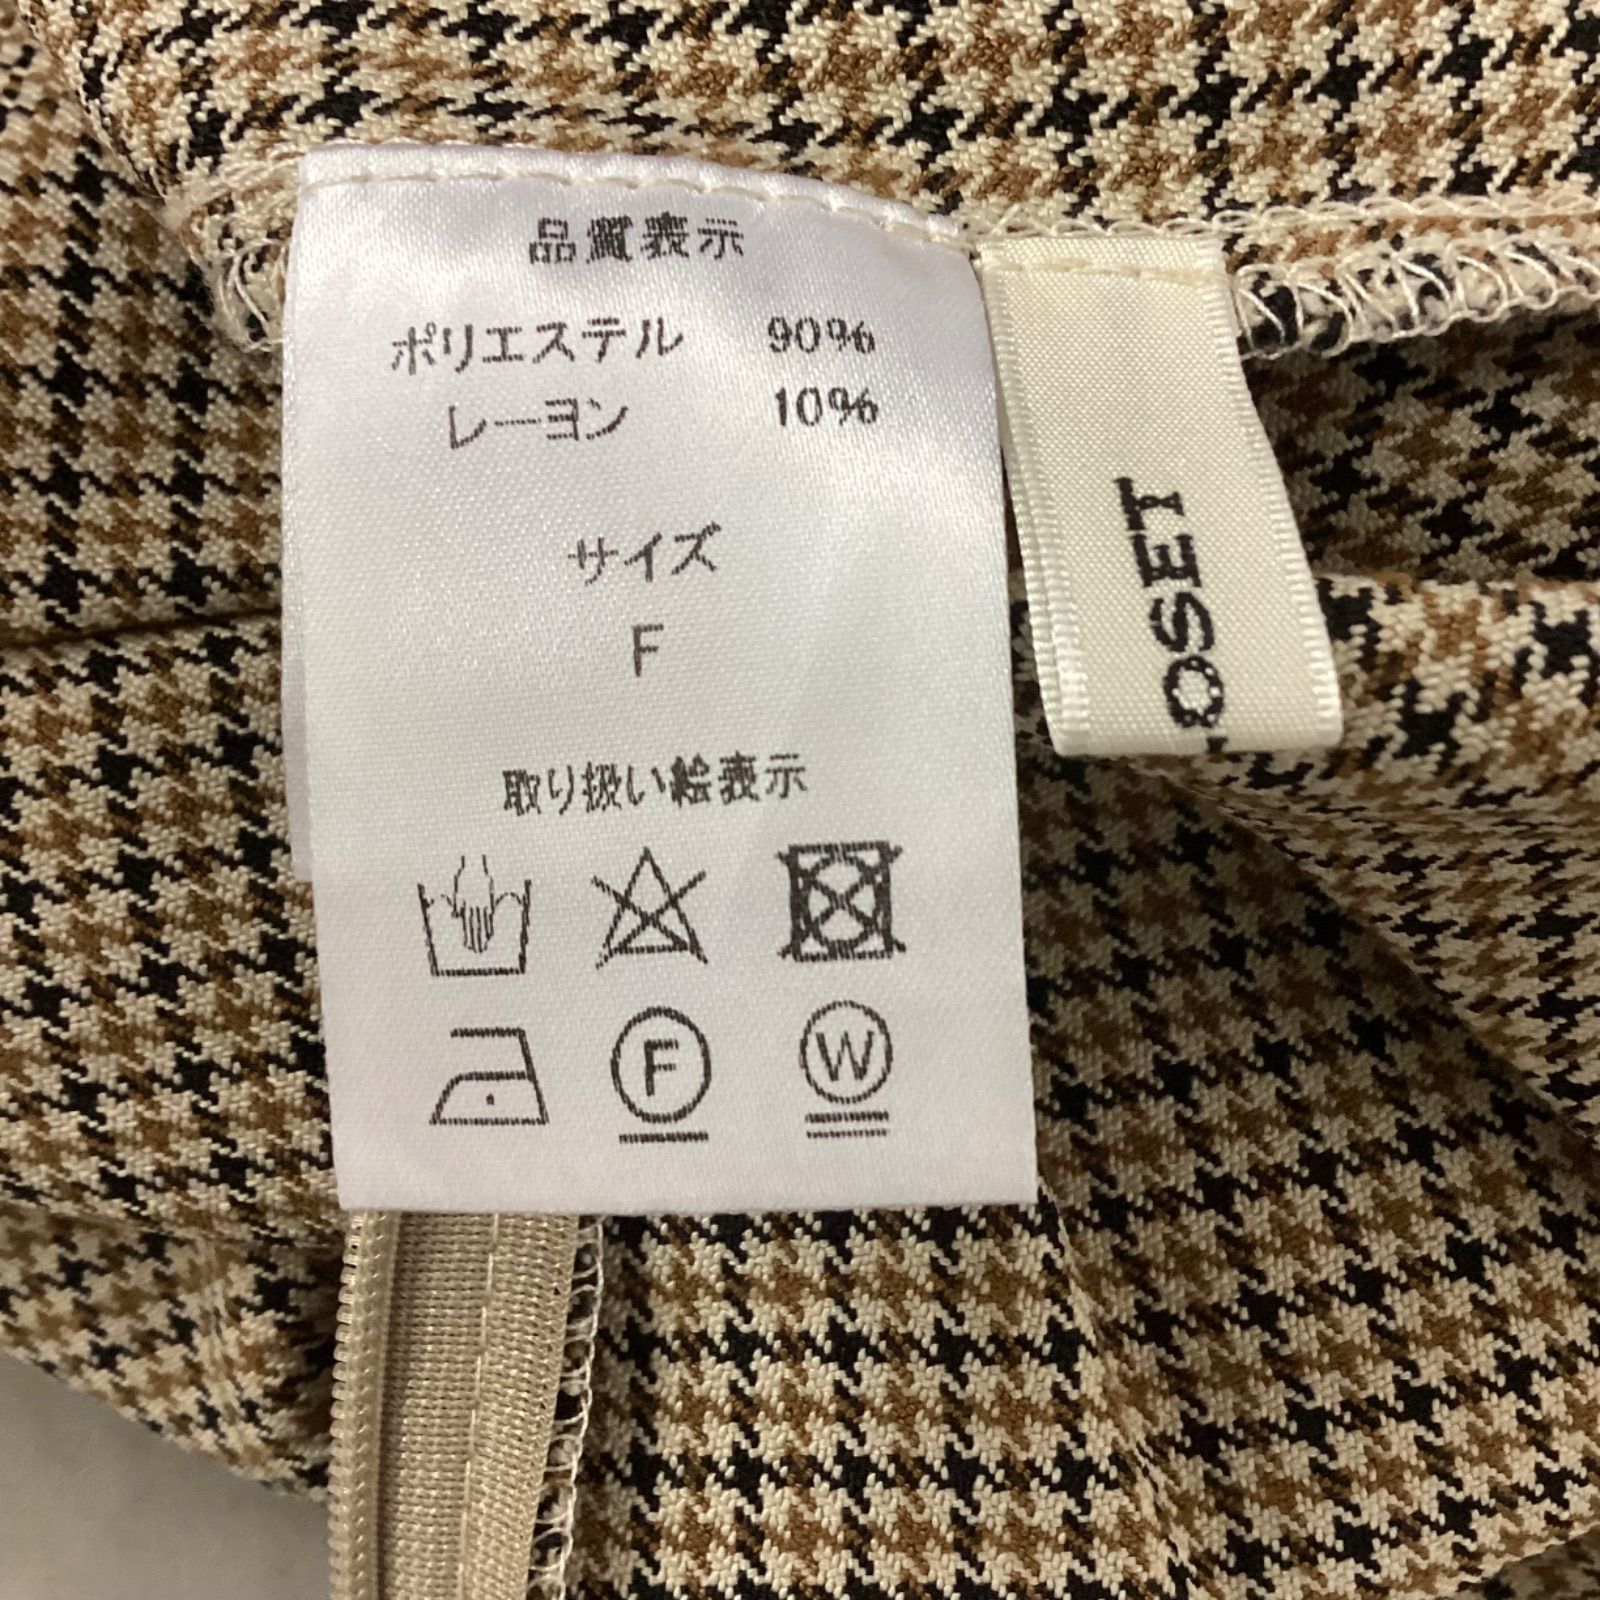 品質表示
ポリエステル 90%
レーヨン 10%
サイズ
F
取り扱い絵表示
F
W
OSET